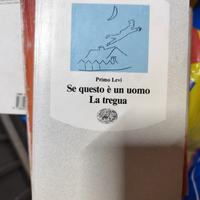 Primo Levi
Se questo è un uomo
La tregua